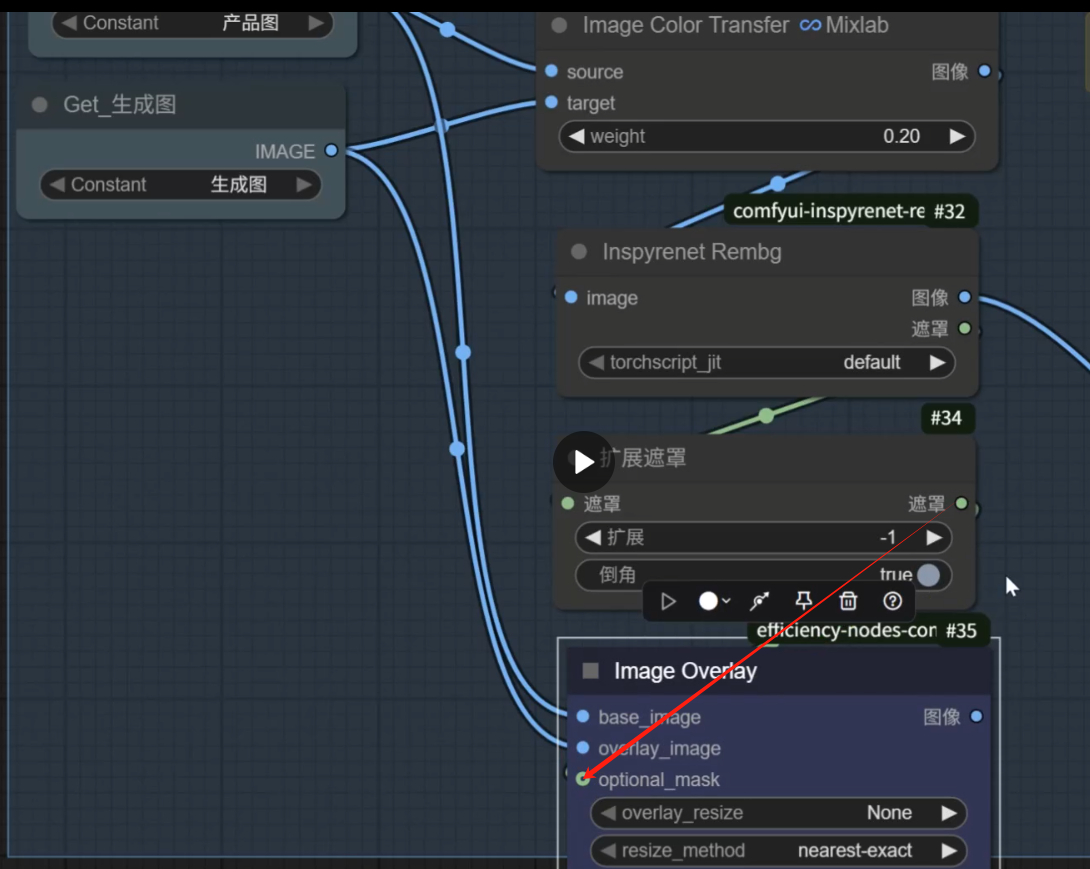 Constant 产品图
Get_生成图
IMAGE
Constant 生成图
Image Color Transfer ∞Mixlab
source 图像
target
weight 0.20
comfyui-inspyrenet-re #32
Inspyrenet Rembg
image 图像
遮罩
torchscript_jit default
#34
扩展遮罩
遮罩 遮罩
扩展 -1
倒角 true
efficiency-nodes-con #35
Image Overlay
base_image 图像
overlay_image
optional_mask
overlay_resize None
resize_method nearest-exact